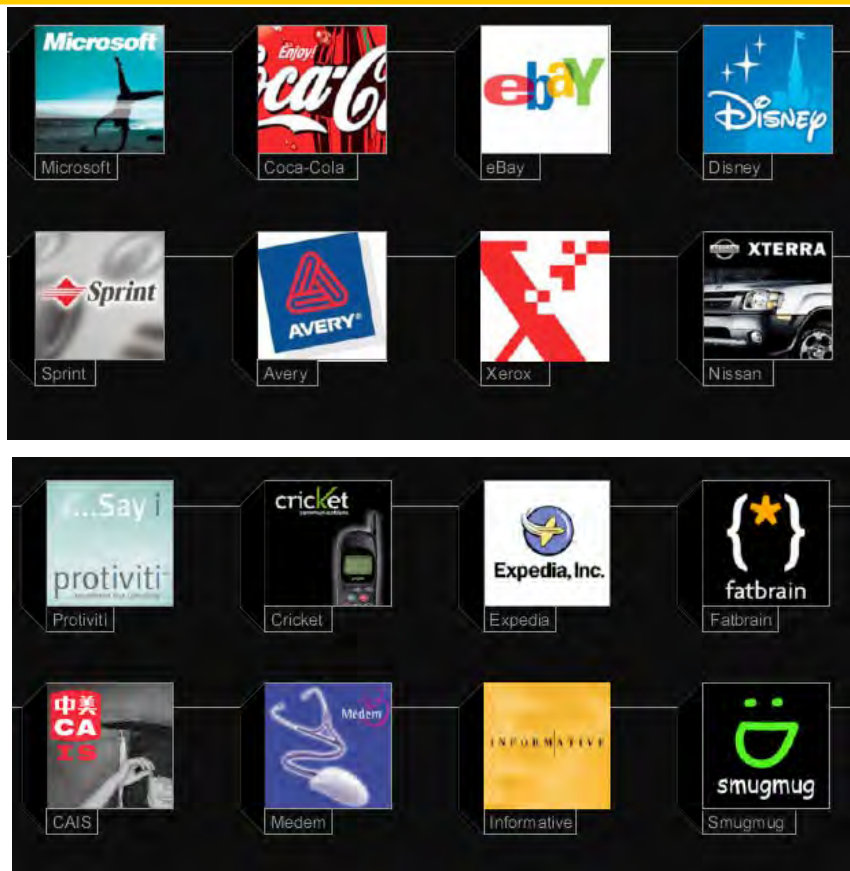 Microsoft
Enjoy!
Coca-Co
ebaY
Disney
Microsoft
Coca-Cola
eBay
Disney
Sprint
AVERY®
X
XTERRA
Sprint
Avery
Xerox
Nissan
...Say i
cricket
communications
protiviti
Expedia, Inc.
{*}
fatbrain
Protiviti
Cricket
Expedia
Fatbrain
中美
CA
IS
Medem
INFORMATIVE
smugmug
CAIS
Medem
Informative
Smugmug